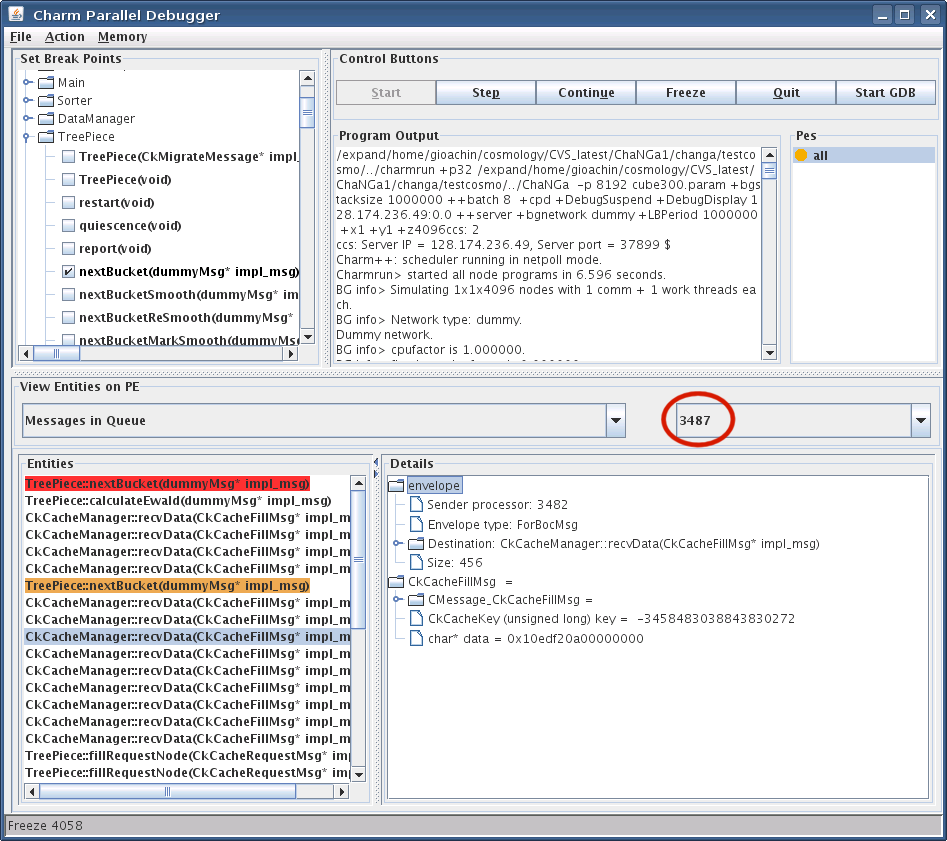 Charm Parallel Debugger
File Action Memory
Set Break Points
Main
Sorter
DataManager
TreePiece
TreePiece(CkMigrateMessage* impl_
TreePiece(void)
restart(void)
quiescence(void)
report(void)
nextBucket(dummyMsg* impl_msg)
nextBucketSmooth(dummyMsg* im
nextBucketReSmooth(dummyMsg*
nextBucketMarkSmooth(dummyMs
Control Buttons
Start Step Continue Freeze Quit Start GDB
Program Output
/expand/home/gioachin/cosmology/CVS_latest/ChaNGa1/changa/testco
smo/../charmrun +p32 /expand/home/gioachin/cosmology/CVS_latest/
ChaNGa1/changa/testcosmo/../ChaNGa -p 8192 cube300.param +bgs
tacksize 1000000 ++batch 8 +cpd +DebugSuspend +DebugDisplay 1
28.174.236.49:0.0 ++server +bgnetwork dummy +LBPeriod 1000000
+x1 +y1 +z4096ccs: 2
ccs: Server IP = 128.174.236.49, Server port = 37899 $
Charm++: scheduler running in netpoll mode.
Charmrun> started all node programs in 6.596 seconds.
BG info> Simulating 1x1x4096 nodes with 1 comm + 1 work threads ea
ch.
BG info> Network type: dummy.
Dummy network.
BG info> cpufactor is 1.000000.
Pes
all
View Entities on PE
Messages in Queue
3487
Entities
TreePiece::nextBucket(dummyMsg* impl_msg)
TreePiece::calculateEwald(dummyMsg* impl_msg)
CkCacheManager::recvData(CkCacheFillMsg* impl_m
CkCacheManager::recvData(CkCacheFillMsg* impl_m
CkCacheManager::recvData(CkCacheFillMsg* impl_m
CkCacheManager::recvData(CkCacheFillMsg* impl_m
TreePiece::nextBucket(dummyMsg* impl_msg)
CkCacheManager::recvData(CkCacheFillMsg* impl_m
CkCacheManager::recvData(CkCacheFillMsg* impl_m
CkCacheManager::recvData(CkCacheFillMsg* impl_m
CkCacheManager::recvData(CkCacheFillMsg* impl_m
CkCacheManager::recvData(CkCacheFillMsg* impl_m
CkCacheManager::recvData(CkCacheFillMsg* impl_m
CkCacheManager::recvData(CkCacheFillMsg* impl_m
CkCacheManager::recvData(CkCacheFillMsg* impl_m
CkCacheManager::recvData(CkCacheFillMsg* impl_m
TreePiece::fillRequestNode(CkCacheRequestMsg* imp
TreePiece::fillRequestNode(CkCacheRequestMsg* imp
Details
envelope
Sender processor: 3482
Envelope type: ForBocMsg
Destination: CkCacheManager::recvData(CkCacheFillMsg* impl_msg)
Size: 456
CkCacheFillMsg =
CMessage_CkCacheFillMsg =
CkCacheKey (unsigned long) key = -3458483038843830272
char* data = 0x10edf20a00000000
Freeze 4058